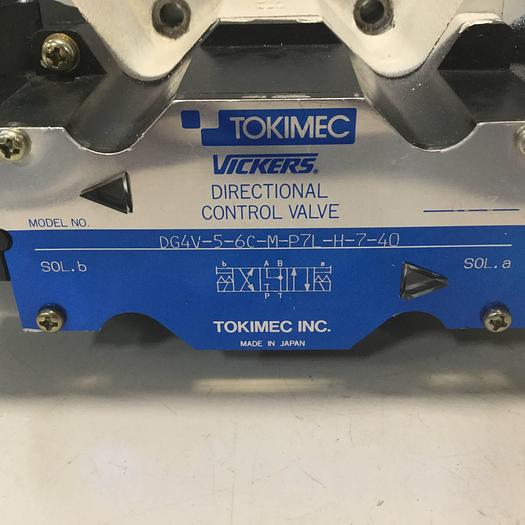 TOKIMEC
VICKERS®
DIRECTIONAL
CONTROL VALVE
MODEL NO.
DG4V-5-6C-M-P7L-H-7-40
SOL.b
b A B a
SOL.a
P T
TOKIMEC INC.
MADE IN JAPAN